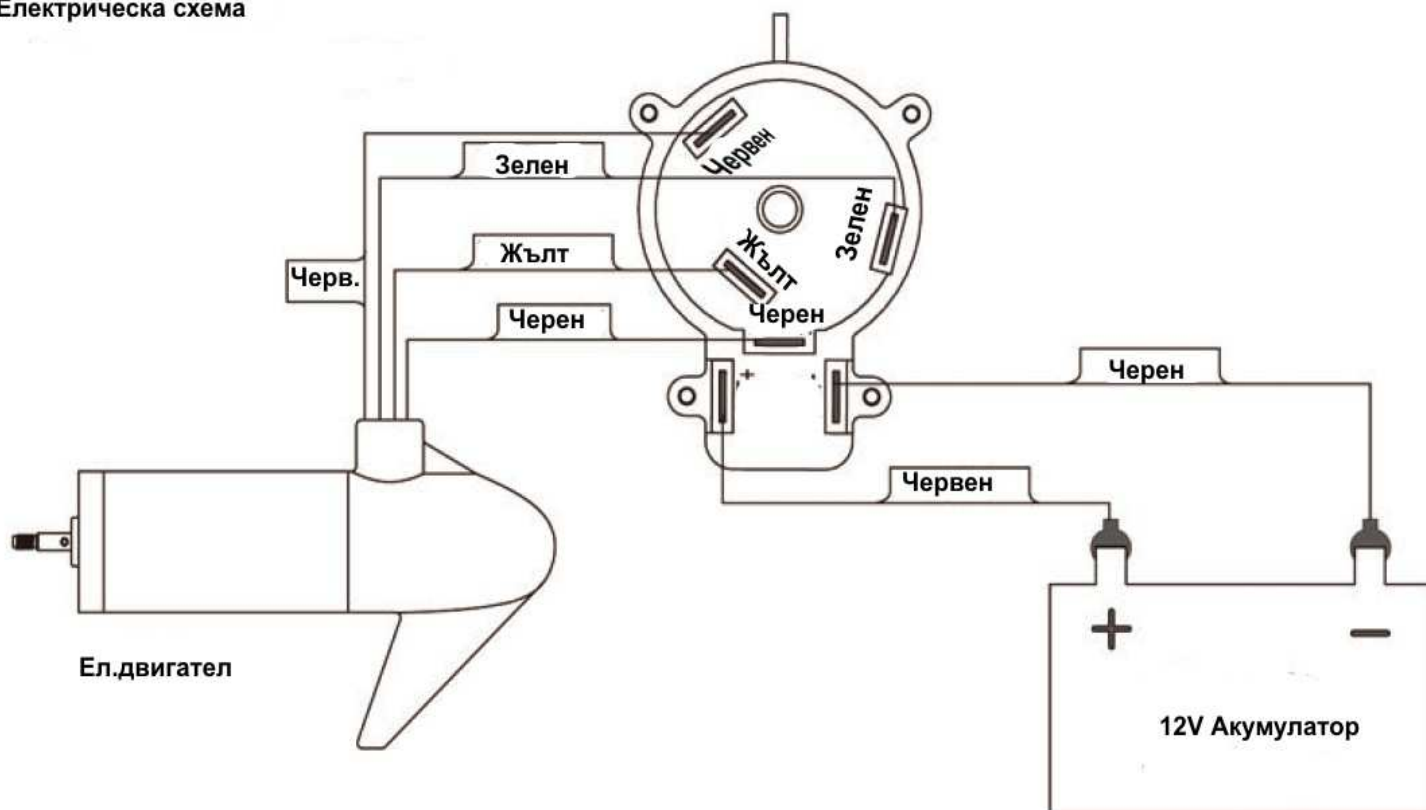 Електрическа схема
Червен
Зелен
Зелен
Жълт
Жълт
Черв.
Черен
Черен
+
Черен
Червен
+
−
Ел.двигател
12V Акумулатор